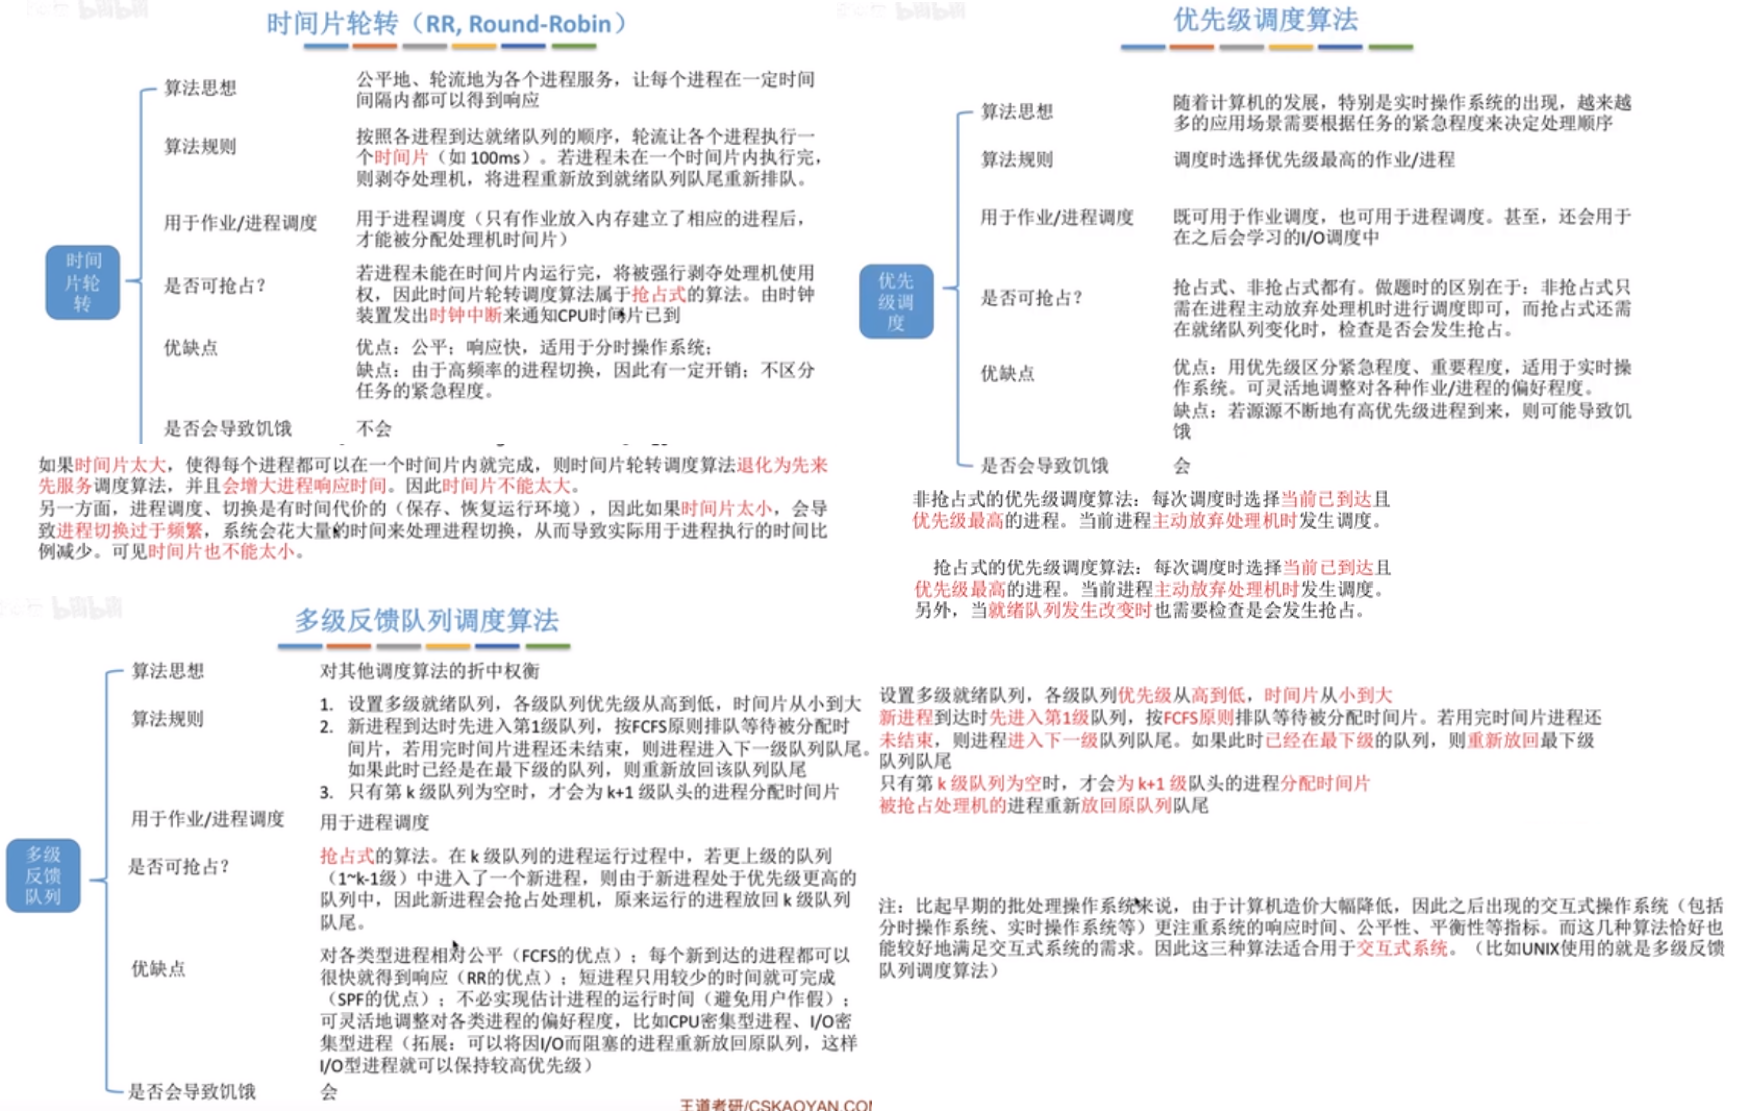 时间片轮转（RR, Round-Robin）
时间
片轮
转
算法思想
公平地、轮流地为各个进程服务，让每个进程在一定时间
间隔内都可以得到响应
算法规则
按照各进程到达就绪队列的顺序，轮流让各个进程执行一
个时间片（如 100ms）。若进程未在一个时间片内执行完，
则剥夺处理机，将进程重新放到就绪队列队尾重新排队。
用于作业/进程调度
用于进程调度（只有作业放入内存建立了相应的进程后，
才能被分配处理机时间片）
是否可抢占？
若进程未能在时间片内运行完，将被强行剥夺处理机使用
权，因此时间片轮转调度算法属于抢占式的算法。由时钟
装置发出时钟中断来通知CPU时间片已到
优缺点
优点：公平；响应快，适用于分时操作系统；
缺点：由于高频率的进程切换，因此有一定开销；不区分
任务的紧急程度。
是否会导致饥饿
不会
如果时间片太大，使得每个进程都可以在一个时间片内就完成，则时间片轮转调度算法退化为先来
先服务调度算法，并且会增大进程响应时间。因此时间片不能太大。
另一方面，进程调度、切换是有时间代价的（保存、恢复运行环境），因此如果时间片太小，会导
致进程切换过于频繁，系统会花大量的时间来处理进程切换，从而导致实际用于进程执行的时间比
例减少。可见时间片也不能太小。
优先级调度算法
优先
级调
度
算法思想
随着计算机的发展，特别是实时操作系统的出现，越来越
多的应用场景需要根据任务的紧急程度来决定处理顺序
算法规则
调度时选择优先级最高的作业/进程
用于作业/进程调度
既可用于作业调度，也可用于进程调度。甚至，还会用于
在之后会学习的I/O调度中
是否可抢占？
抢占式、非抢占式都有。做题时的区别在于：非抢占式只
需在进程主动放弃处理机时进行调度即可，而抢占式还需
在就绪队列变化时，检查是否会发生抢占。
优缺点
优点：用优先级区分紧急程度、重要程度，适用于实时操
作系统。可灵活地调整对各种作业/进程的偏好程度。
缺点：若源源不断地有高优先级进程到来，则可能导致饥
饿
是否会导致饥饿
会
非抢占式的优先级调度算法：每次调度时选择当前已到达且
优先级最高的进程。当前进程主动放弃处理机时发生调度。
抢占式的优先级调度算法：每次调度时选择当前已到达且
优先级最高的进程。当前进程主动放弃处理机时发生调度。
另外，当就绪队列发生改变时也需要检查是会发生抢占。
多级反馈队列调度算法
多级
反馈
队列
算法思想
对其他调度算法的折中权衡
算法规则
1. 设置多级就绪队列，各级队列优先级从高到低，时间片从小到大
2. 新进程到达时先进入第1级队列，按FCFS原则排队等待被分配时
间片，若用完时间片进程还未结束，则进程进入下一级队列队尾。
如果此时已经是在最下级的队列，则重新放回该队列队尾
3. 只有第 k 级队列为空时，才会为 k+1 级队头的进程分配时间片
用于作业/进程调度
用于进程调度
是否可抢占？
抢占式的算法。在 k 级队列的进程运行过程中，若更上级的队列
（1~k-1级）中进入了一个新进程，则由于新进程处于优先级更高的
队列中，因此新进程会抢占处理机，原来运行的进程放回 k 级队列
队尾。
优缺点
对各类型进程相对公平（FCFS的优点）；每个新到达的进程都可以
很快就得到响应（RR的优点）；短进程只用较少的时间就可完成
（SPF的优点）；不必实现估计进程的运行时间（避免用户作假）；
可灵活地调整对各类进程的偏好程度，比如CPU密集型进程、I/O密
集型进程（拓展：可以将因I/O而阻塞的进程重新放回原队列，这样
I/O型进程就可以保持较高优先级）
是否会导致饥饿
会
王道考研/CSKAOYAN.COM
设置多级就绪队列，各级队列优先级从高到低，时间片从小到大
新进程到达时先进入第1级队列，按FCFS原则排队等待被分配时间片。若用完时间片进程还
未结束，则进程进入下一级队列队尾。如果此时已经在最下级的队列，则重新放回最下级
队列队尾
只有第 k 级队列为空时，才会为 k+1 级队头的进程分配时间片
被抢占处理机的进程重新放回原队列队尾
注：比起早期的批处理操作系统来说，由于计算机造价大幅降低，因此之后出现的交互式操作系统（包括
分时操作系统、实时操作系统等）更注重系统的响应时间、公平性、平衡性等指标。而这几种算法恰好也
能较好地满足交互式系统的需求。因此这三种算法适合用于交互式系统。（比如UNIX使用的就是多级反馈
队列调度算法）